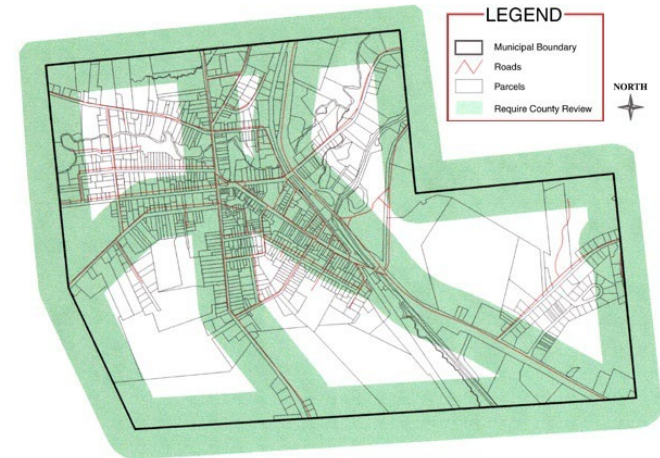 LEGEND
Municipal Boundary
Roads
Parcels
Require County Review
NORTH